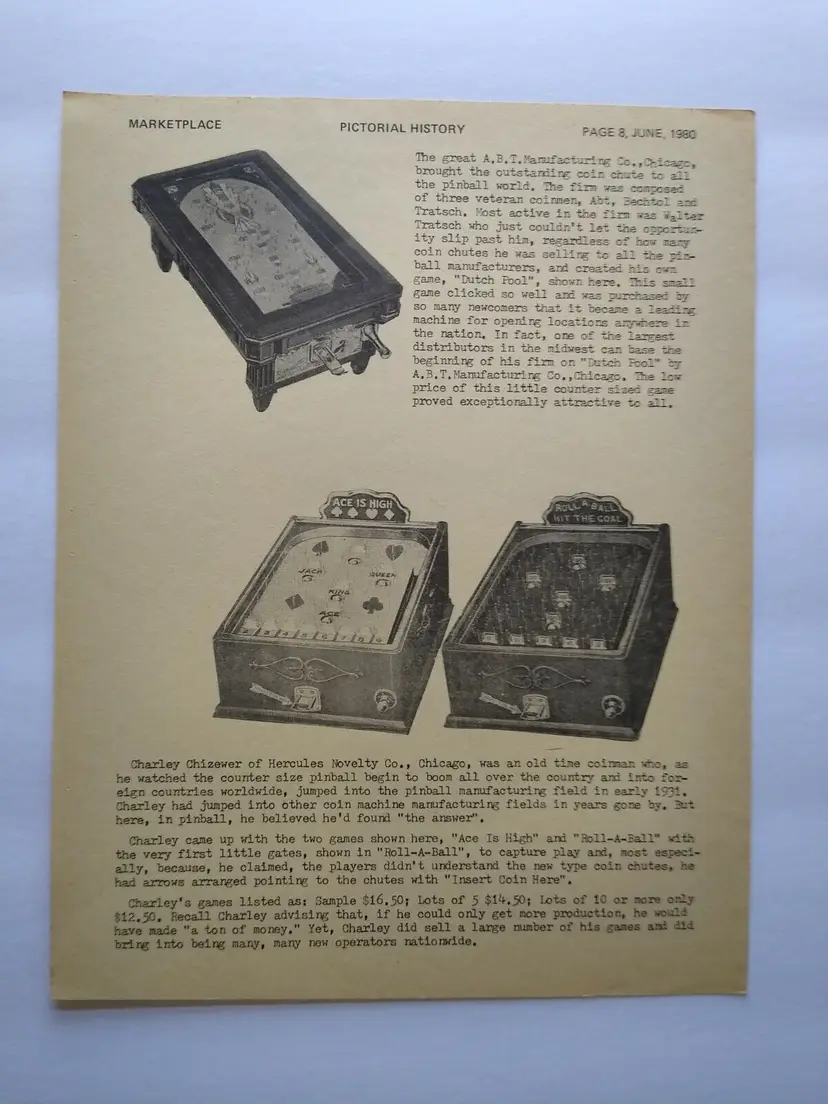 MARKETPLACE
PICTORIAL HISTORY
PAGE 8, JUNE, 1980
The great A.B.T.Manufacturing Co.,Chicago,
brought the outstanding coin chute to all
the pinball world. The firm was composed
of three veteran coinmen, Abt, Bechtol and
Tratsch. Most active in the firm was Walter
Tratsch who just couldn't let the opportun-
ity slip past him, regardless of how many
coin chutes he was selling to all the pin-
ball manufacturers, and created his own
game, "Dutch Pool", shown here. This small
game clicked so well and was purchased by
so many newcomers that it became a leading
machine for opening locations anywhere in
the nation. In fact, one of the largest
distributors in the midwest can base the
beginning of his firm on "Dutch Pool" by
A.B.T.Manufacturing Co.,Chicago. The low
price of this little counter sized game
proved exceptionally attractive to all.
ACE IS HIGH
JACK
QUEEN
KING
ACE
ROLL A BALL
HIT THE GOAL
Charley Chizewer of Hercules Novelty Co., Chicago, was an old time coinman who, as
he watched the counter size pinball begin to boom all over the country and into for-
eign countries worldwide, jumped into the pinball manufacturing field in early 1931.
Charley had jumped into other coin machine manufacturing fields in years gone by. But
here, in pinball, he believed he'd found "the answer".
Charley came up with the two games shown here, "Ace Is High" and "Roll-A-Ball" with
the very first little gates, shown in "Roll-A-Ball", to capture play and, most especi-
ally, because, he claimed, the players didn't understand the new type coin chutes, he
had arrows arranged pointing to the chutes with "Insert Coin Here".
Charley's games listed as: Sample $16.50; Lots of 5 $14.50; Lots of 10 or more only
$12.50. Recall Charley advising that, if he could only get more production, he would
have made "a ton of money." Yet, Charley did sell a large number of his games and did
bring into being many, many new operators nationwide.